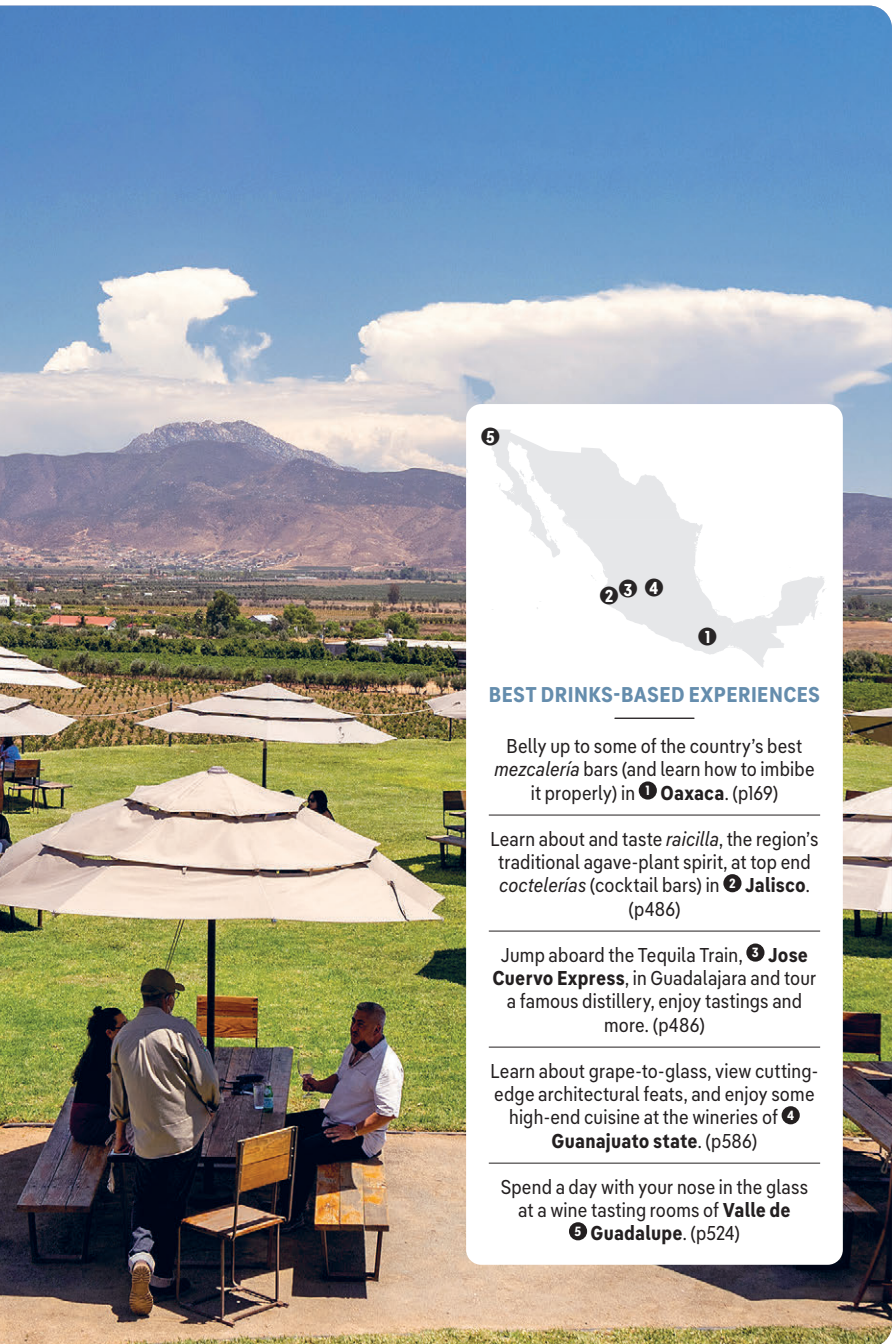 5
2 3 4
1
BEST DRINKS-BASED EXPERIENCES
Belly up to some of the country's best
mezcalería bars (and learn how to imbibe
it properly) in 1 Oaxaca. (p169)
Learn about and taste raicilla, the region's
traditional agave-plant spirit, at top end
coctelerías (cocktail bars) in 2 Jalisco.
(p486)
Jump aboard the Tequila Train, 3 Jose
Cuervo Express, in Guadalajara and tour
a famous distillery, enjoy tastings and
more. (p486)
Learn about grape-to-glass, view cutting-
edge architectural feats, and enjoy some
high-end cuisine at the wineries of 4
Guanajuato state. (p586)
Spend a day with your nose in the glass
at a wine tasting rooms of Valle de
5 Guadalupe. (p524)